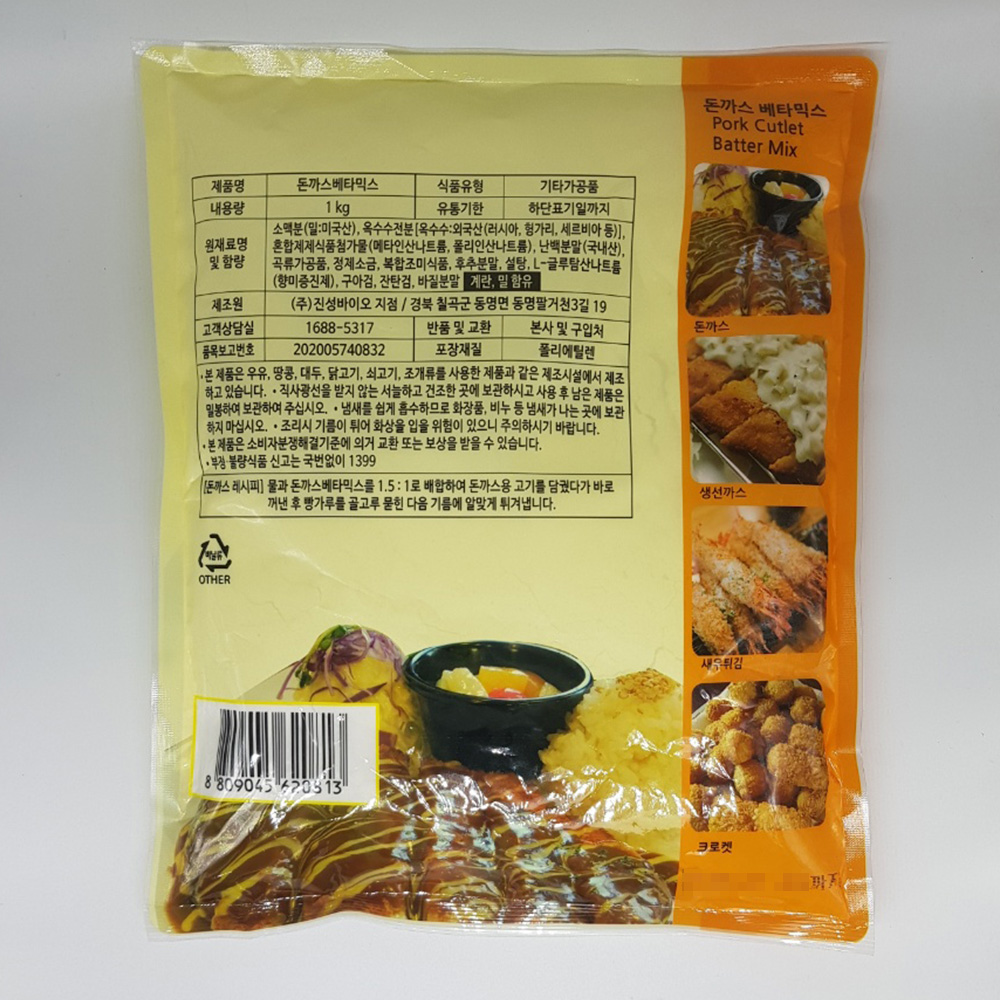 돈까스 베타믹스
Pork Cutlet
Batter Mix
제품명 돈까스베타믹스 식품유형 기타가공품
내용량 1 kg 유통기한 하단표기일까지
원재료명 및 함량
소맥분(밀:미국산), 옥수수전분[옥수수:외국산(러시아, 헝가리, 세르비아 등)],
혼합제제식품첨가물(메타인산나트륨, 폴리인산나트륨), 난백분말(국내산),
곡류가공품, 정제소금, 복합조미식품, 후추분말, 설탕, L-글루탐산나트륨
(향미증진제), 구아검, 잔탄검, 바질분말 계란, 밀 함유
제조원 (주) 진성바이오 지점 / 경북 칠곡군 동명면 동명팔거천3길 19
고객상담실 1688-5317 반품 및 교환 본사 및 구입처
품목보고번호 202005740832 포장재질 폴리에틸렌
•본 제품은 우유, 땅콩, 대두, 닭고기, 쇠고기, 조개류를 사용한 제품과 같은 제조시설에서 제조
하고 있습니다. •직사광선을 받지 않는 서늘하고 건조한 곳에 보관하시고 사용 후 남은 제품은
밀봉하여 보관하여 주십시오. •냄새를 쉽게 흡수하므로 화장품, 비누 등 냄새가 나는 곳에 보관
하지 마십시오. •조리시 기름이 튀어 화상을 입을 위험이 있으니 주의하시기 바랍니다.
•본 제품은 소비자분쟁해결기준에 의거 교환 또는 보상을 받을 수 있습니다.
•부정·불량식품 신고는 국번없이 1399
[돈까스 레시피] 물과 돈까스베타믹스를 1.5 : 1로 배합하여 돈까스용 고기를 담궜다가 바로
꺼낸 후 빵가루를 골고루 묻힌 다음 기름에 알맞게 튀겨냅니다.
비닐류
OTHER
돈까스
생선까스
새우튀김
크로켓
8 809045 620813
까지